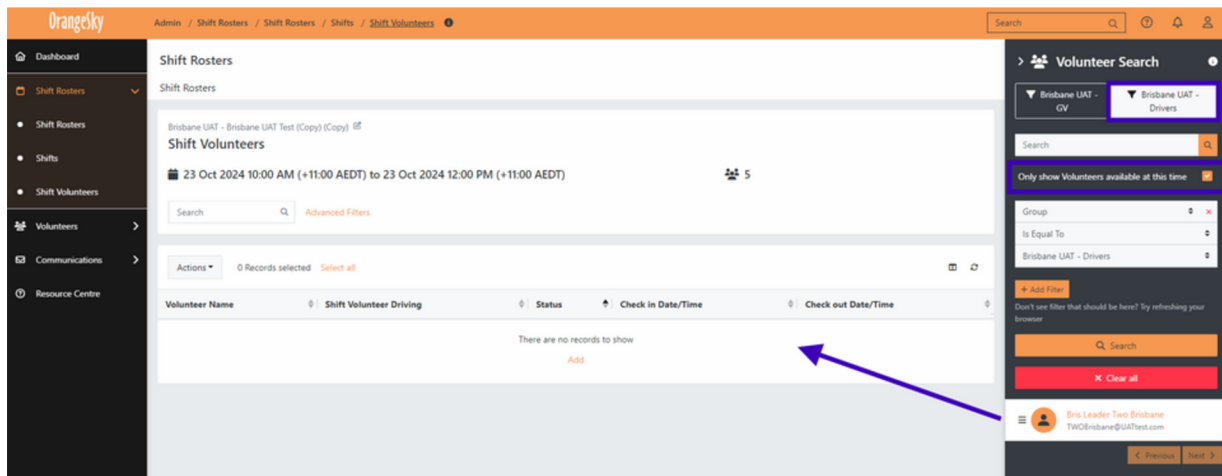 OrangeSky
Admin / Shift Rosters / Shift Rosters / Shifts / Shift Volunteers
Search
Dashboard
Shift Rosters
Shift Rosters
Shifts
Shift Volunteers
Volunteers
Communications
Resource Centre
Shift Rosters
Shift Rosters
Brisbane UAT - Brisbane UAT Test (Copy) (Copy)
Shift Volunteers
23 Oct 2024 10:00 AM (+11:00 AEDT) to 23 Oct 2024 12:00 PM (+11:00 AEDT)
5
Search
Advanced Filters
Actions
0 Records selected
Select all
Volunteer Name
Shift Volunteer Driving
Status
Check in Date/Time
Check out Date/Time
There are no records to show
Add
Volunteer Search
Brisbane UAT -
GV
Brisbane UAT -
Drivers
Search
Only show Volunteers available at this time
Group
Is Equal To
Brisbane UAT - Drivers
+ Add Filter
Don't see filter that should be here? Try refreshing your
browser
Search
Clear all
Bris Leader Two Brisbane
TWOBrisbane@UATtest.com
Previous
Next